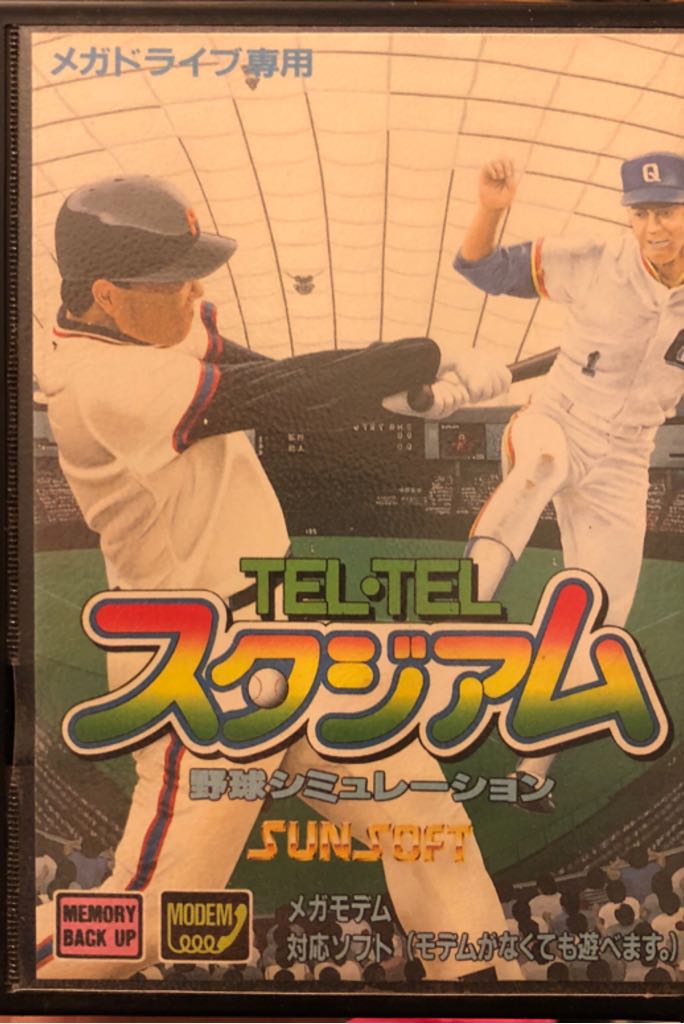 メガドライブ専用
Q
1
TEL・TEL
スタジアム
野球シミュレーション
SUNSOFT
MEMORY
BACK UP
MODEM
メガモデム
対応ソフト(モデムがなくても遊べます。)